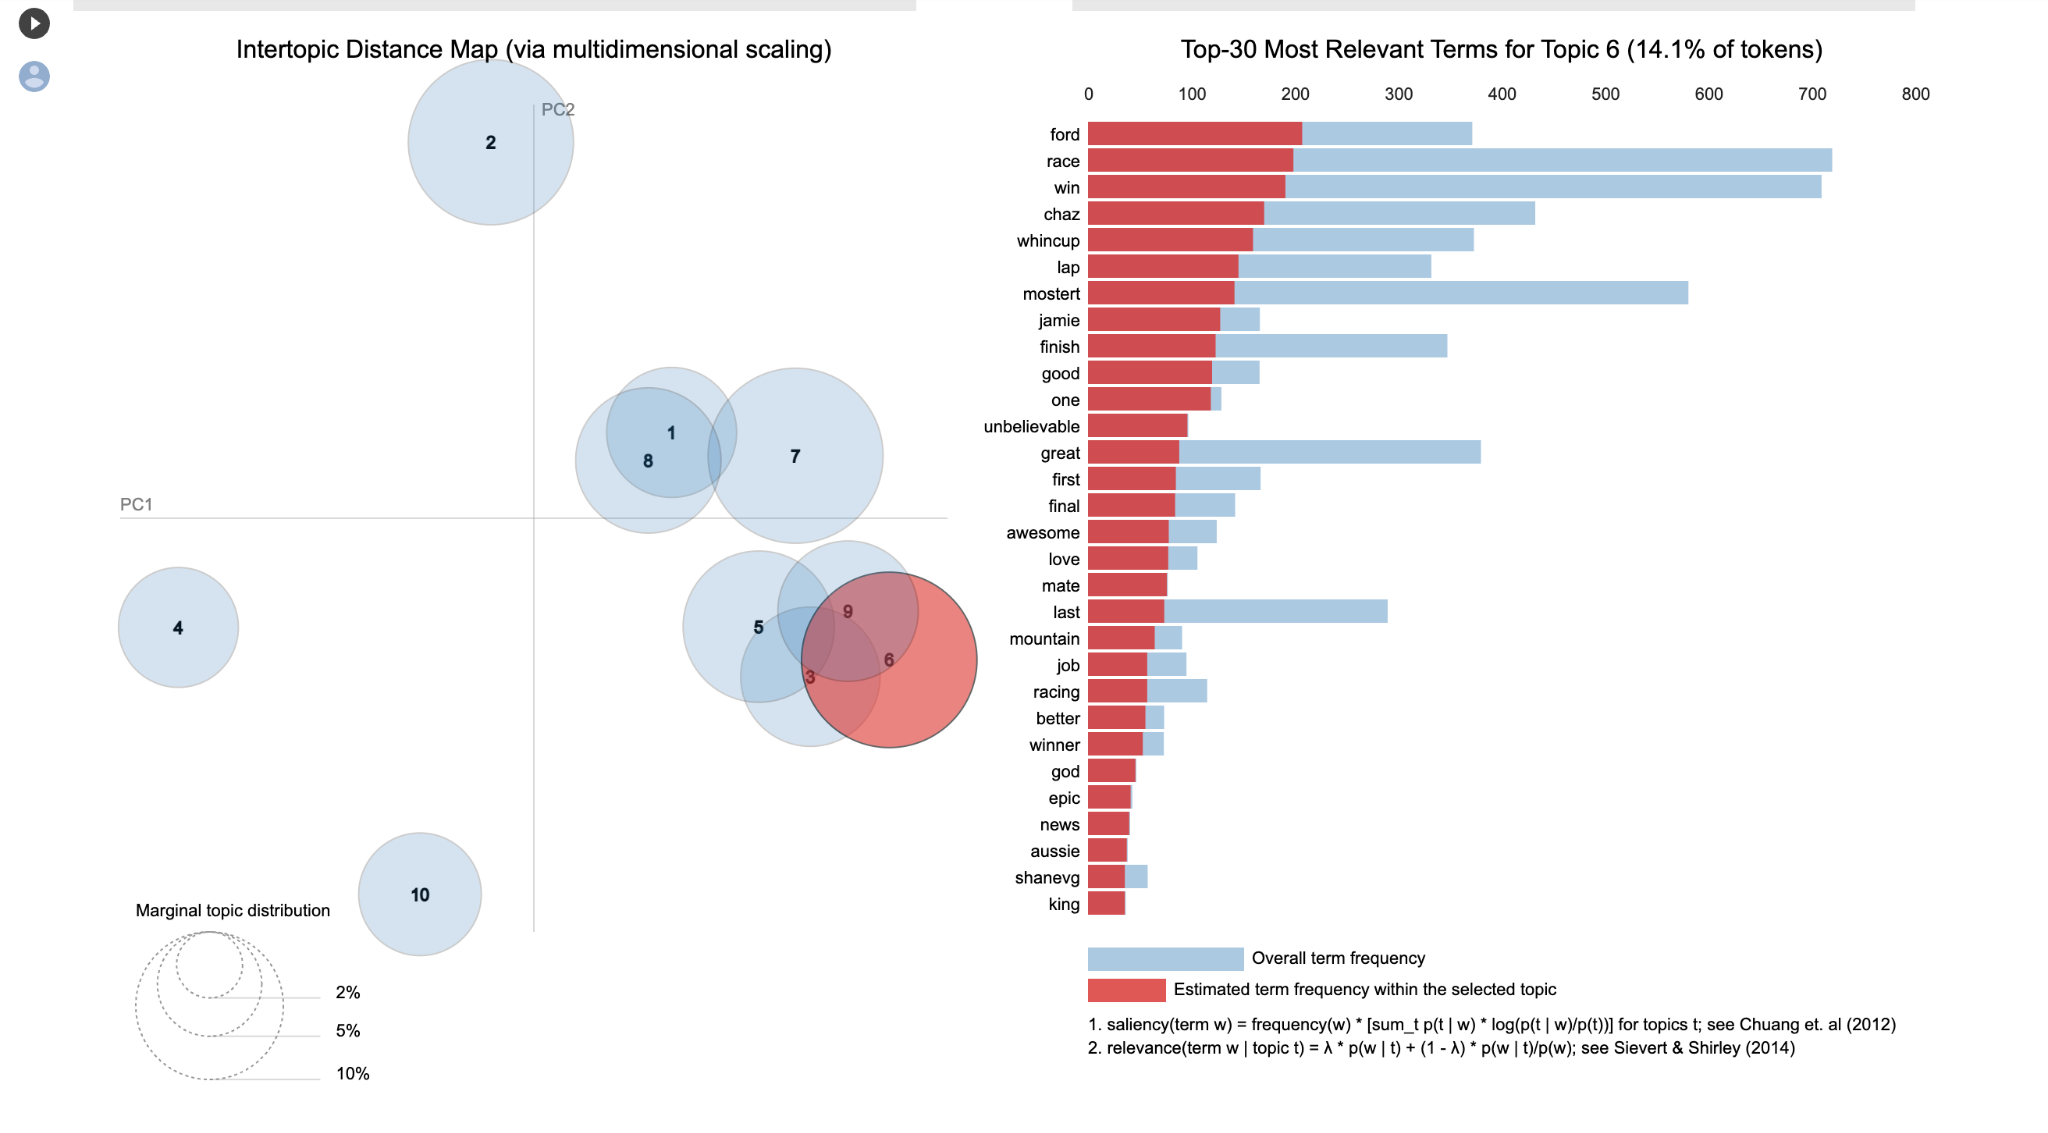 Intertopic Distance Map (via multidimensional scaling)
PC2
2
1
8
7
PC1
5
9
4
6
3
10
Marginal topic distribution
2%
5%
10%
Top-30 Most Relevant Terms for Topic 6 (14.1% of tokens)
0 100 200 300 400 500 600 700 800
ford
race
win
chaz
whincup
lap
mostert
jamie
finish
good
one
unbelievable
great
first
final
awesome
love
mate
last
mountain
job
racing
better
winner
god
epic
news
aussie
shanevg
king
Overall term frequency
Estimated term frequency within the selected topic
1. saliency(term w) = frequency(w) * [sum_t p(t | w) * log(p(t | w)/p(t))] for topics t; see Chuang et. al (2012)
2. relevance(term w | topic t) = λ * p(w | t) + (1 - λ) * p(w | t)/p(w); see Sievert & Shirley (2014)